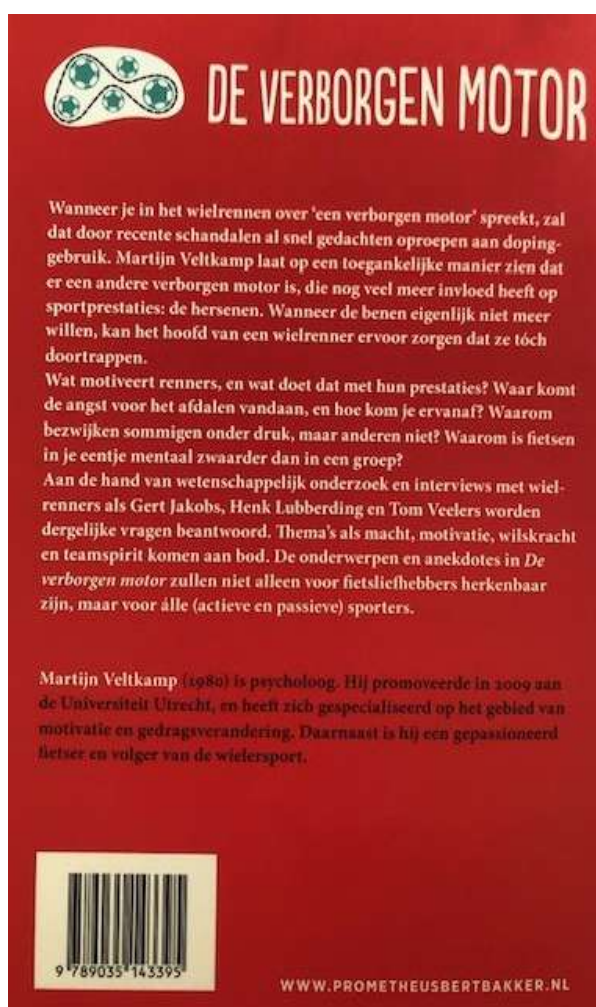 DE VERBORGEN MOTOR
Wanneer je in het wielrennen over 'een verborgen motor' spreekt, zal
dat door recente schandalen al snel gedachten oproepen aan doping-
gebruik. Martijn Veltkamp laat op een toegankelijke manier zien dat
er een andere verborgen motor is, die nog veel meer invloed heeft op
sportprestaties: de hersenen. Wanneer de benen eigenlijk niet meer
willen, kan het hoofd van een wielrenner ervoor zorgen dat ze tóch
doortrappen.
Wat motiveert renners, en wat doet dat met hun prestaties? Waar komt
de angst voor het afdalen vandaan, en hoe kom je ervanaf? Waarom
bezwijken sommigen onder druk, maar anderen niet? Waarom is fietsen
in je eentje mentaal zwaarder dan in een groep?
Aan de hand van wetenschappelijk onderzoek en interviews met wiel-
renners als Gert Jakobs, Henk Lubberding en Tom Veelers worden
dergelijke vragen beantwoord. Thema's als macht, motivatie, wilskracht
en teamspirit komen aan bod. De onderwerpen en anekdotes in De
verborgen motor zullen niet alleen voor fietsliefhebbers herkenbaar
zijn, maar voor álle (actieve en passieve) sporters.
Martijn Veltkamp (1980) is psycholoog. Hij promoveerde in 2009 aan
de Universiteit Utrecht, en heeft zich gespecialiseerd op het gebied van
motivatie en gedragsverandering. Daarnaast is hij een gepassioneerd
fietser en volger van de wielersport.
9 789035 143395
WWW.PROMETHEUSBERTBAKKER.NL